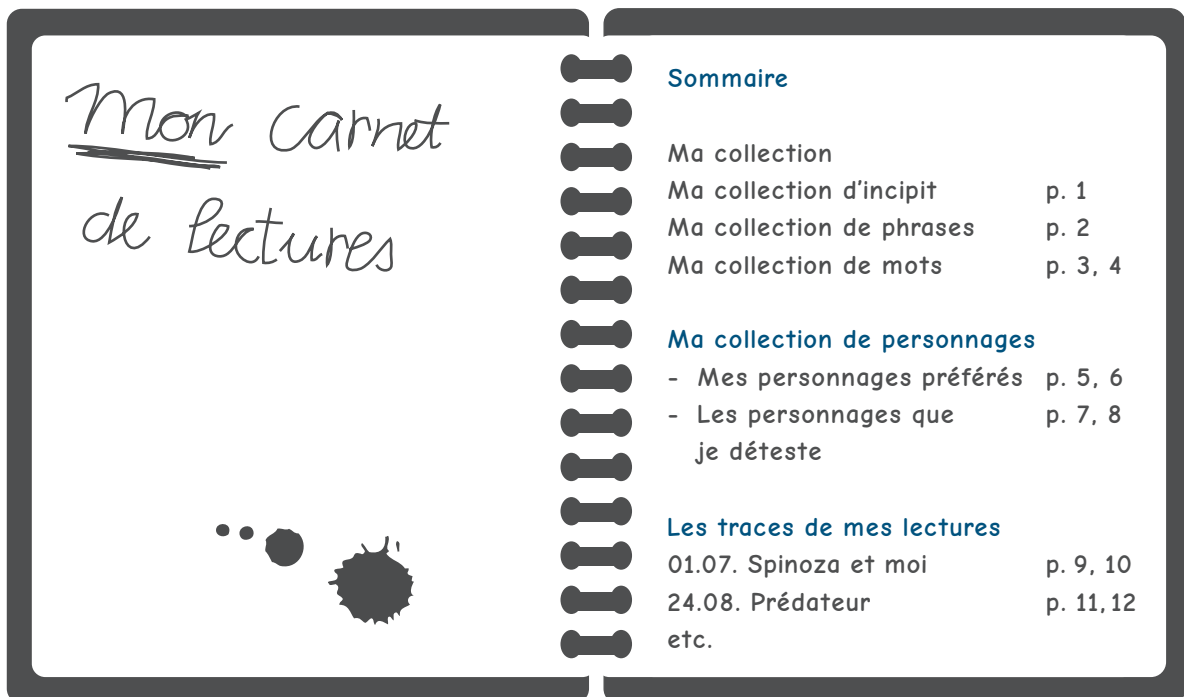 Mon carnet
de lectures
Sommaire
Ma collection
Ma collection d'incipit p. 1
Ma collection de phrases p. 2
Ma collection de mots p. 3, 4
Ma collection de personnages
- Mes personnages préférés p. 5, 6
- Les personnages que p. 7, 8
je déteste
Les traces de mes lectures
01.07. Spinoza et moi p. 9, 10
24.08. Prédateur p. 11, 12
etc.